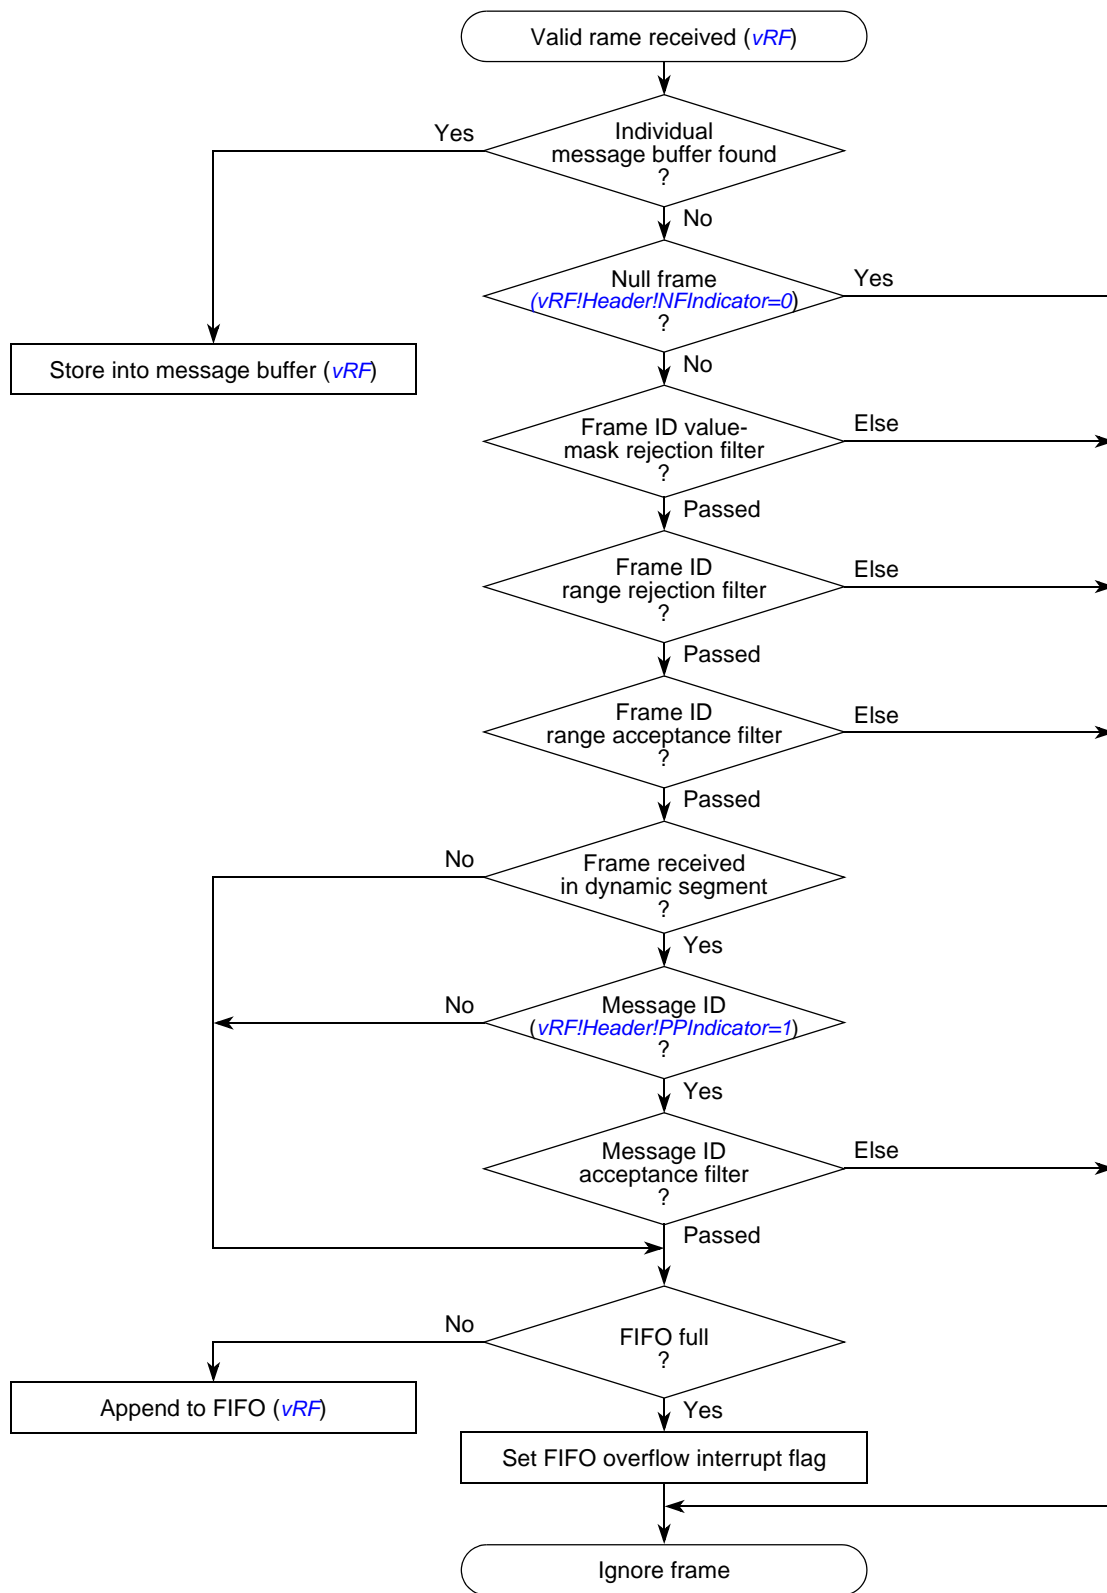 Valid rame received (vRF)
Yes
Individual
message buffer found
?
No
Null frame
(vRF!Header!NFIndicator=0)
?
Yes
Store into message buffer (vRF)
No
Frame ID value-
mask rejection filter
?
Else
Passed
Frame ID
range rejection filter
?
Else
Passed
Frame ID
range acceptance filter
?
Else
Passed
No
Frame received
in dynamic segment
?
Yes
No
Message ID
(vRF!Header!PPIndicator=1)
?
Yes
Message ID
acceptance filter
?
Else
Passed
No
FIFO full
?
Append to FIFO (vRF)
Yes
Set FIFO overflow interrupt flag
Ignore frame